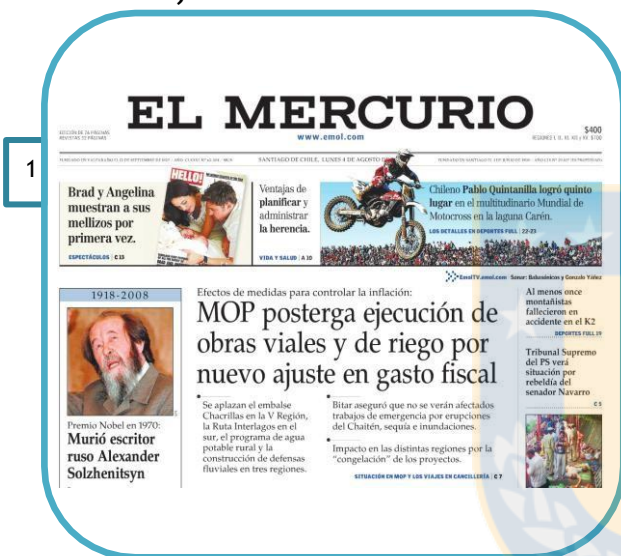 1
EL MERCURIO
www.emol.com
$400
SANTIAGO DE CHILE, LUNES 4 DE AGOSTO
Brad y Angelina
muestran a sus
mellizos por
primera vez.
ESPECTÁCULOS | C 13
HELLO!
Ventajas de
planificar y
administrar
la herencia.
VIDA Y SALUD | A 10
Chileno Pablo Quintanilla logró quinto
lugar en el multitudinario Mundial de
Motocross en la laguna Carén.
LOS DETALLES EN DEPORTES FULL | 22-23
EmolTV.emol.com
1918-2008
Premio Nobel en 1970:
Murió escritor
ruso Alexander
Solzhenitsyn
Efectos de medidas para controlar la inflación:
MOP posterga ejecución de
obras viales y de riego por
nuevo ajuste en gasto fiscal
Se aplazan el embalse
Chacrillas en la V Región,
la Ruta Interlagos en el
sur, el programa de agua
potable rural y la
construcción de defensas
fluviales en tres regiones.
Bitar aseguró que no se verán afectados
trabajos de emergencia por erupciones
del Chaitén, sequía e inundaciones.
Impacto en las distintas regiones por la
"congelación" de los proyectos.
SITUACIÓN EN MOP Y LOS VIAJES EN CANCILLERÍA | C 7
Al menos once
montañistas
fallecieron en
accidente en el K2
DEPORTES FULL 19
Tribunal Supremo
del PS verá
situación por
rebeldía del
senador Navarro
C 5